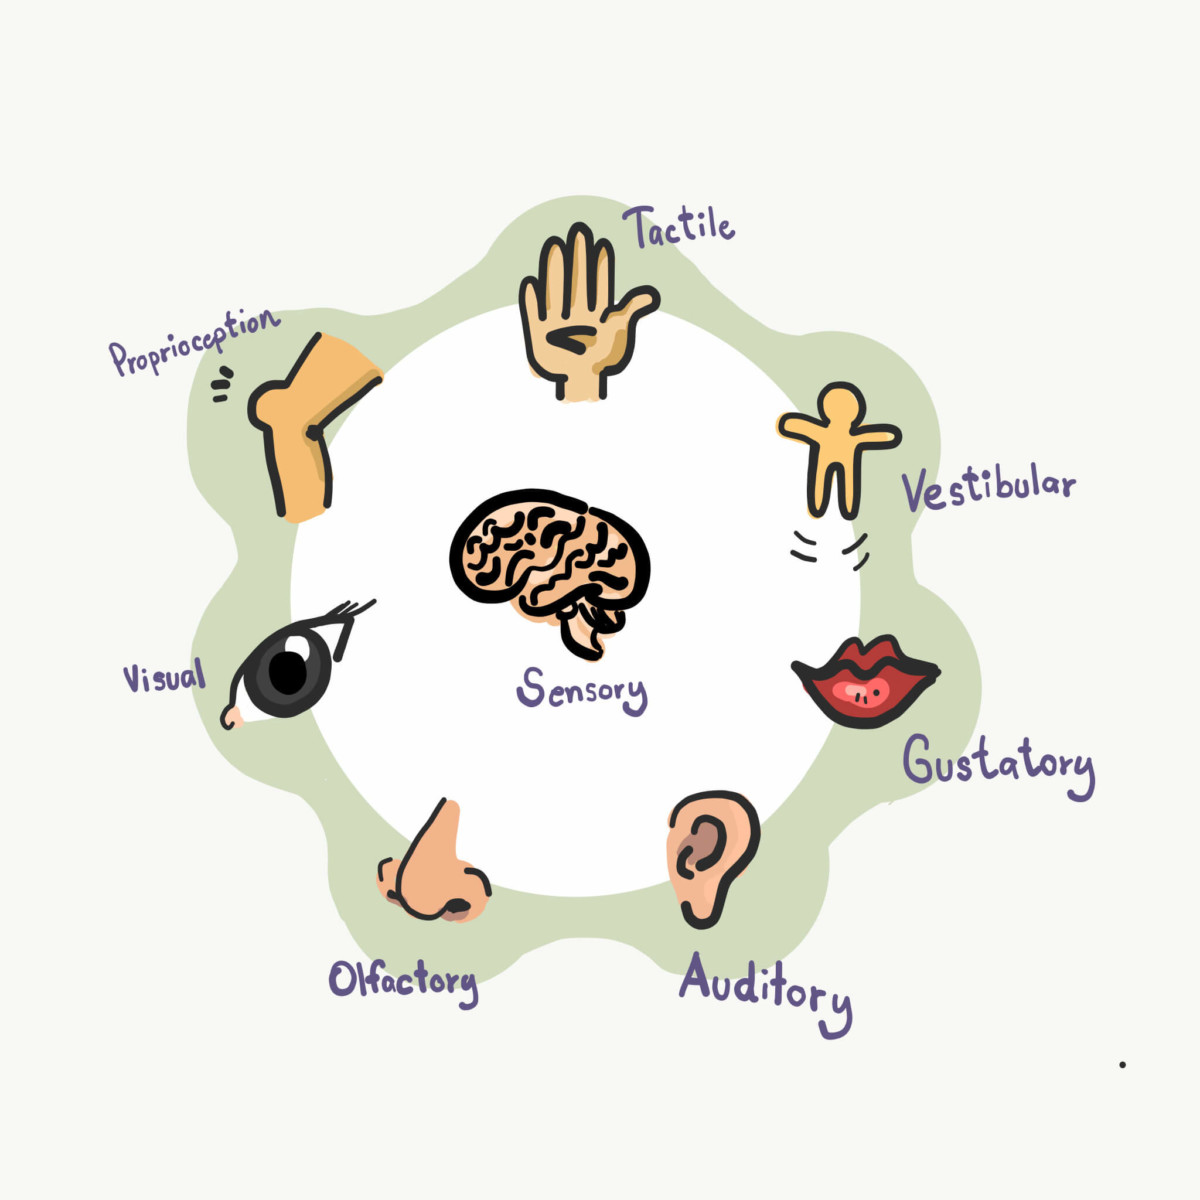 Tactile
Proprioception
Vestibular
Visual
Sensory
Gustatory
Olfactory
Auditory